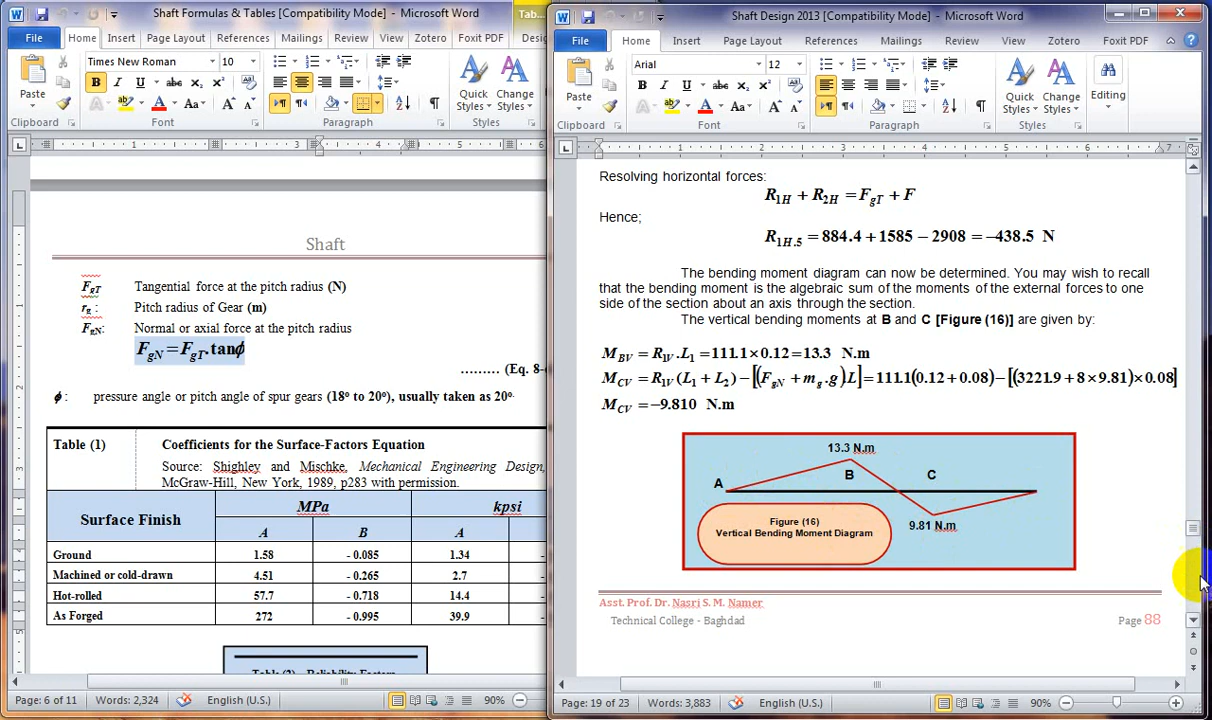 Shaft Formulas & Tables [Compatibility Mode] - Microsoft Word
Tab...
File Home Insert Page Layout References Mailings Review View Zotero Foxit PDF Des
Times New Roman 10
Paste
Quick Styles
Change Styles
Clipboard Font Paragraph Styles
Shaft
FgT Tangential force at the pitch radius (N)
rg : Pitch radius of Gear (m)
FgN: Normal or axial force at the pitch radius
FgN = FgT.tanϕ
......... (Eq. 8-
ϕ : pressure angle or pitch angle of spur gears (18° to 20°), usually taken as 20°.
Table (1) Coefficients for the Surface-Factors Equation
Source: Shighley and Mischke, Mechanical Engineering Design,
McGraw-Hill, New York, 1989, p283 with permission.
Surface Finish MPa kpsi
A B A
Ground 1.58 - 0.085 1.34
Machined or cold-drawn 4.51 - 0.265 2.7
Hot-rolled 57.7 - 0.718 14.4
As Forged 272 - 0.995 39.9
Table (2) Reliability Factors
Page: 6 of 11 Words: 2,324 English (U.S.) 90%
Shaft Design 2013 [Compatibility Mode] - Microsoft Word
File Home Insert Page Layout References Mailings Review View Zotero Foxit PDF
Arial 12
Paste
Quick Styles
Change Styles
Editing
Clipboard Font Paragraph Styles
Resolving horizontal forces:
R1H + R2H = FgT + F
Hence;
R1H.5 = 884.4 + 1585 − 2908 = −438.5 N
The bending moment diagram can now be determined. You may wish to recall
that the bending moment is the algebraic sum of the moments of the external forces to one
side of the section about an axis through the section.
The vertical bending moments at B and C [Figure (16)] are given by:
MBV = R1V.L1 = 111.1×0.12 = 13.3 N.m
MCV = R1V(L1 + L2) − [(FgN + mg.g)L] = 111.1(0.12 + 0.08) − [(3221.9 + 8×9.81)×0.08]
MCV = −9.810 N.m
13.3 N.m
A B C
9.81 N.m
Figure (16)
Vertical Bending Moment Diagram
Asst. Prof. Dr. Nasri S. M. Namer
Technical College - Baghdad Page 88
Page: 19 of 23 Words: 3,883 English (U.S.) 90%